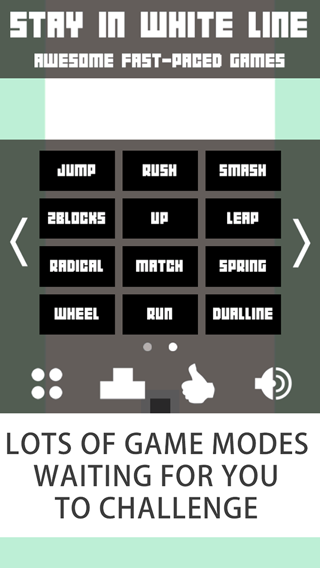 STAY IN WHITE LINE
AWESOME FAST-PACED GAMES
JUMP RUSH SMASH
2BLOCKS UP LEAP
RADICAL MATCH SPRING
WHEEL RUN DUALLINE
LOTS OF GAME MODES
WAITING FOR YOU
TO CHALLENGE